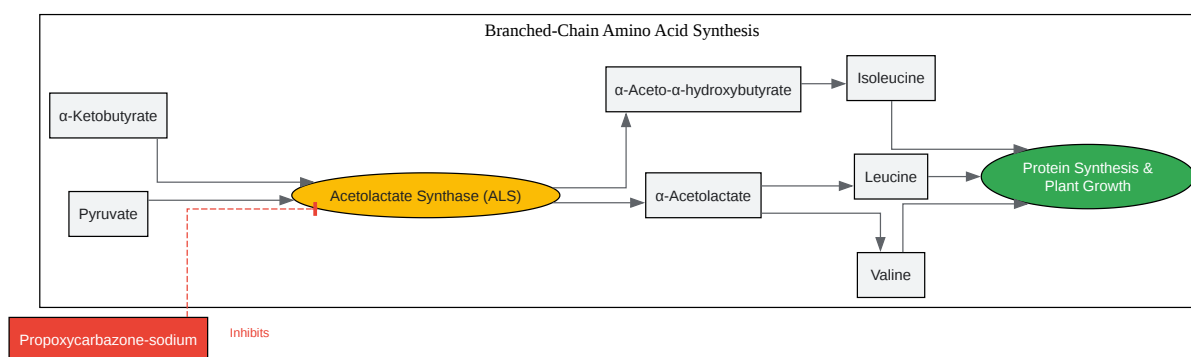 Branched-Chain Amino Acid Synthesis
α-Ketobutyrate
Pyruvate
Acetolactate Synthase (ALS)
α-Aceto-α-hydroxybutyrate
α-Acetolactate
Isoleucine
Leucine
Valine
Protein Synthesis &
Plant Growth
Propoxycarbazone-sodium
Inhibits